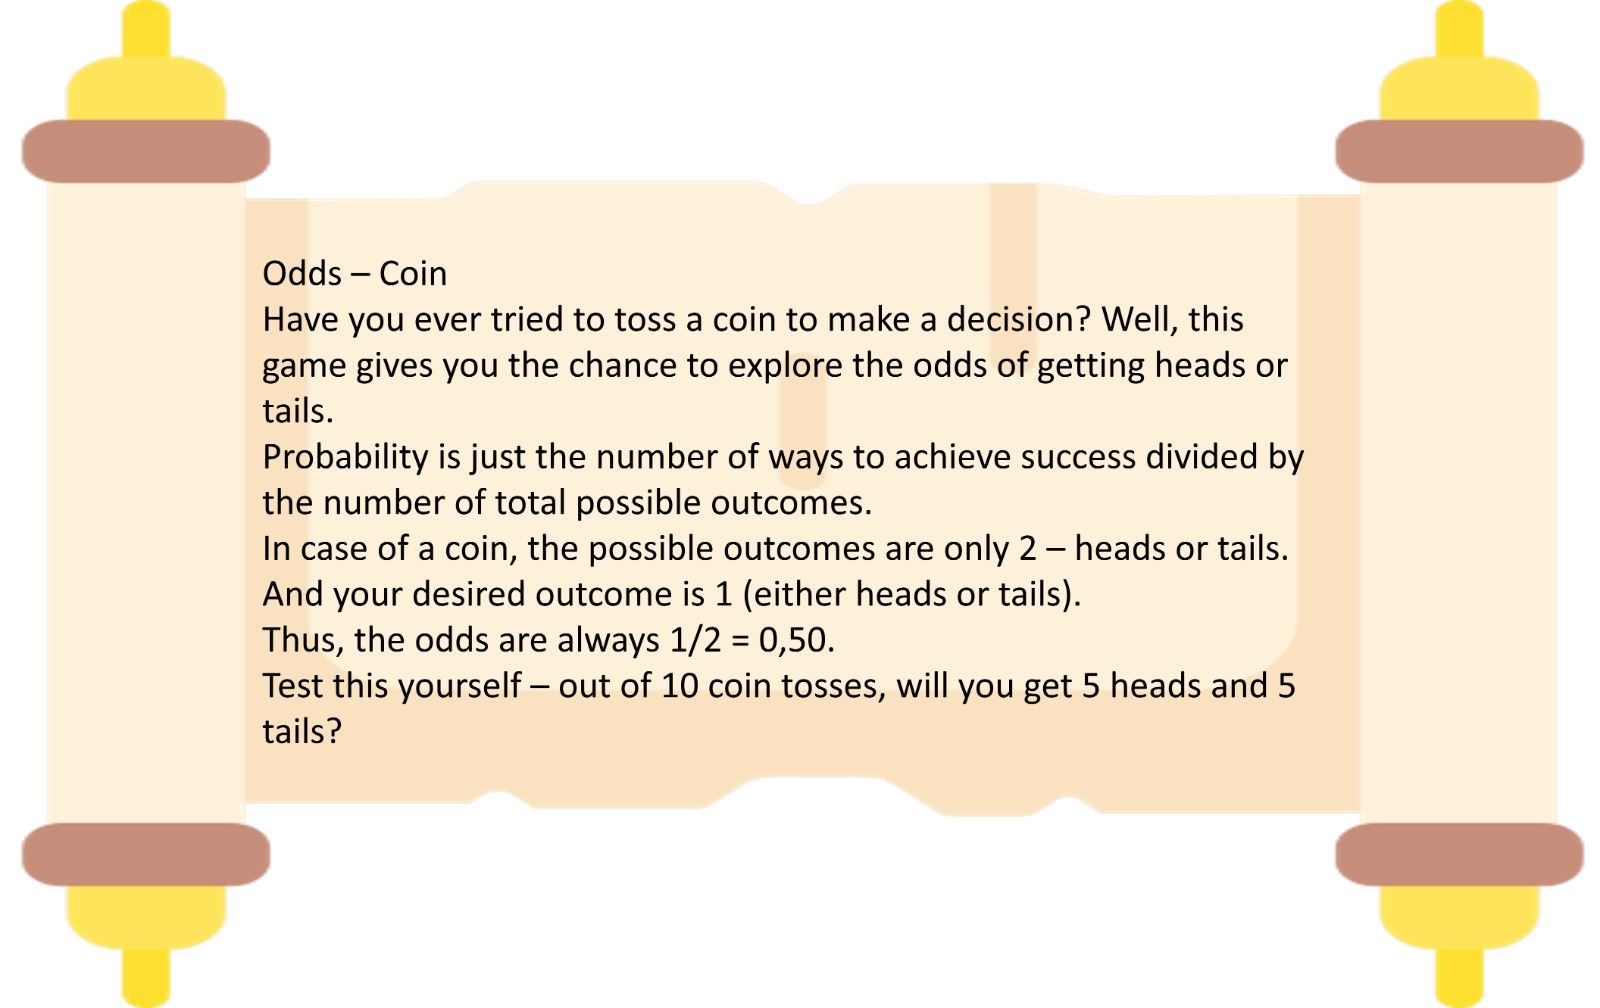 Odds – Coin
Have you ever tried to toss a coin to make a decision? Well, this
game gives you the chance to explore the odds of getting heads or
tails.
Probability is just the number of ways to achieve success divided by
the number of total possible outcomes.
In case of a coin, the possible outcomes are only 2 – heads or tails.
And your desired outcome is 1 (either heads or tails).
Thus, the odds are always 1/2 = 0,50.
Test this yourself – out of 10 coin tosses, will you get 5 heads and 5
tails?